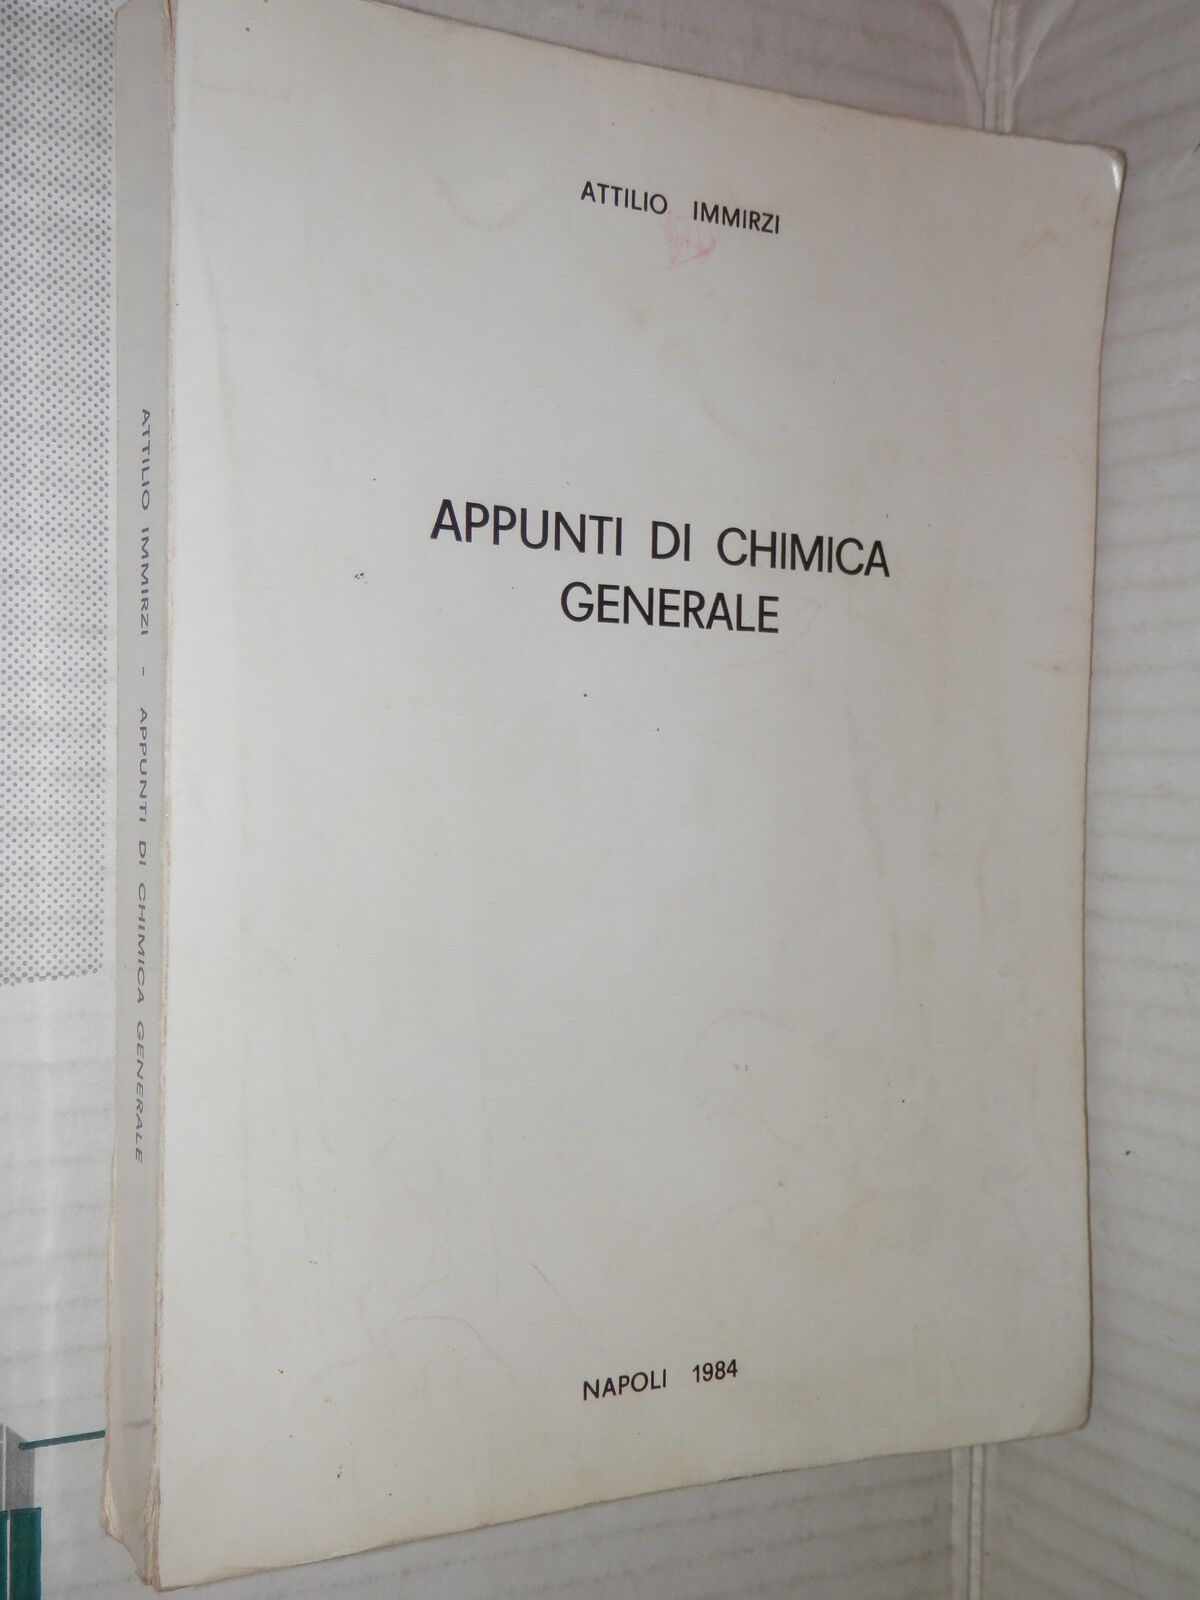 ATTILIO IMMIRZI
APPUNTI DI CHIMICA
GENERALE
NAPOLI 1984
ATTILIO IMMIRZI - APPUNTI DI CHIMICA GENERALE